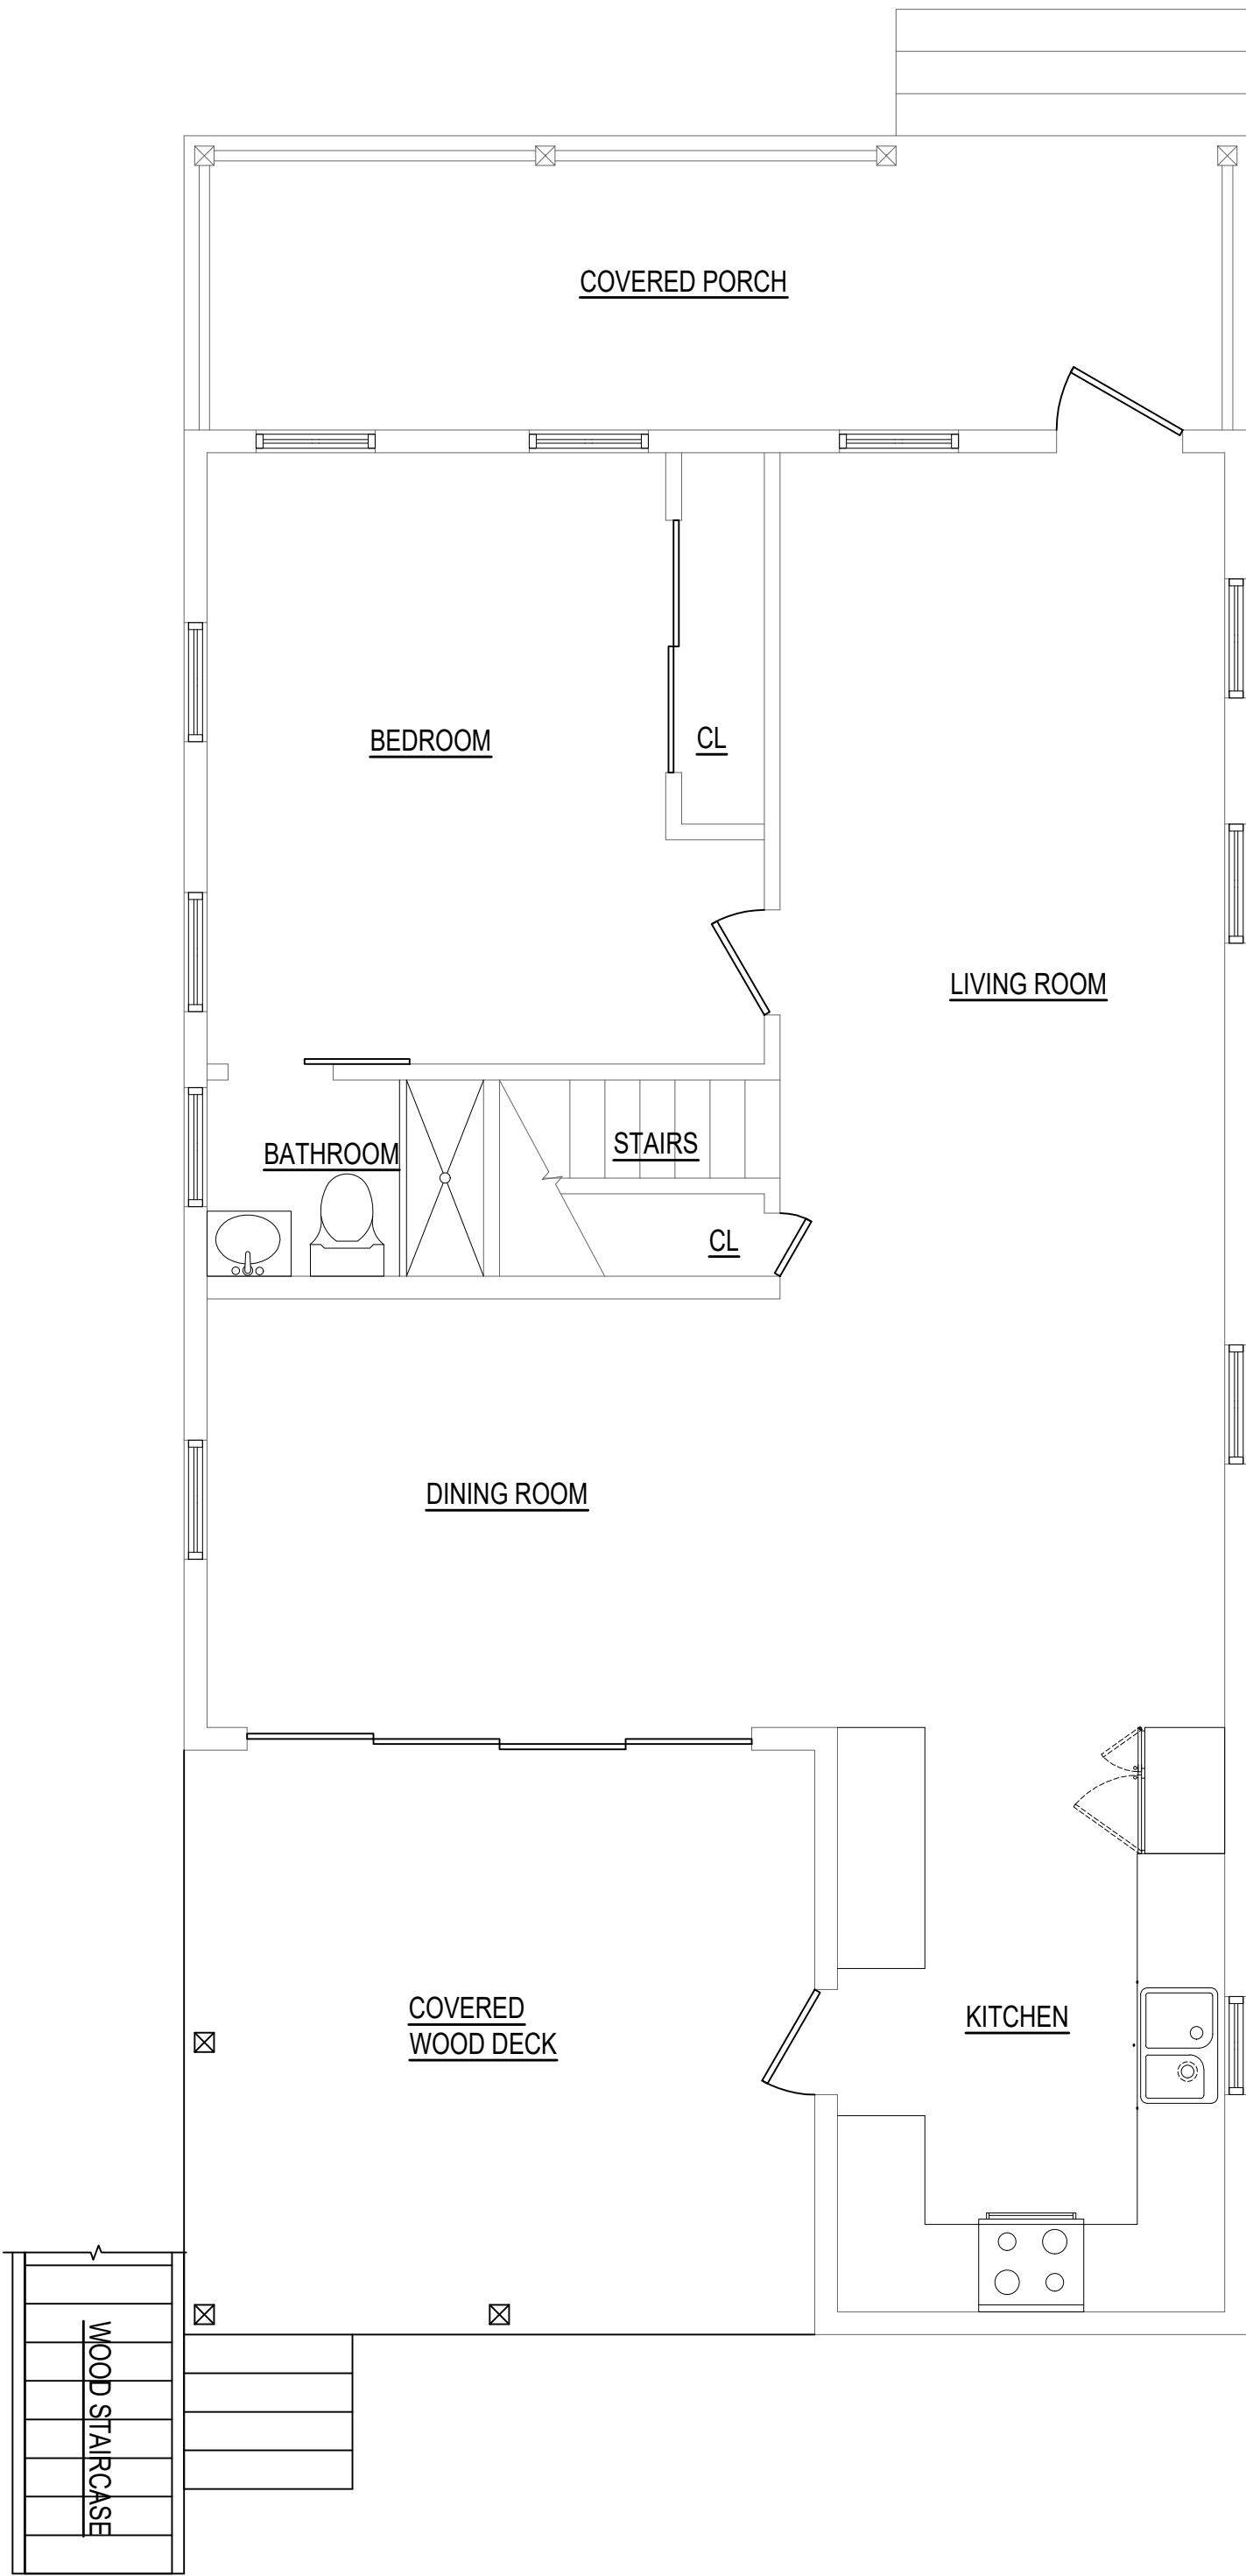 COVERED PORCH
BEDROOM
CL
LIVING ROOM
BATHROOM
STAIRS
CL
DINING ROOM
COVERED
WOOD DECK
KITCHEN
WOOD STAIRCASE